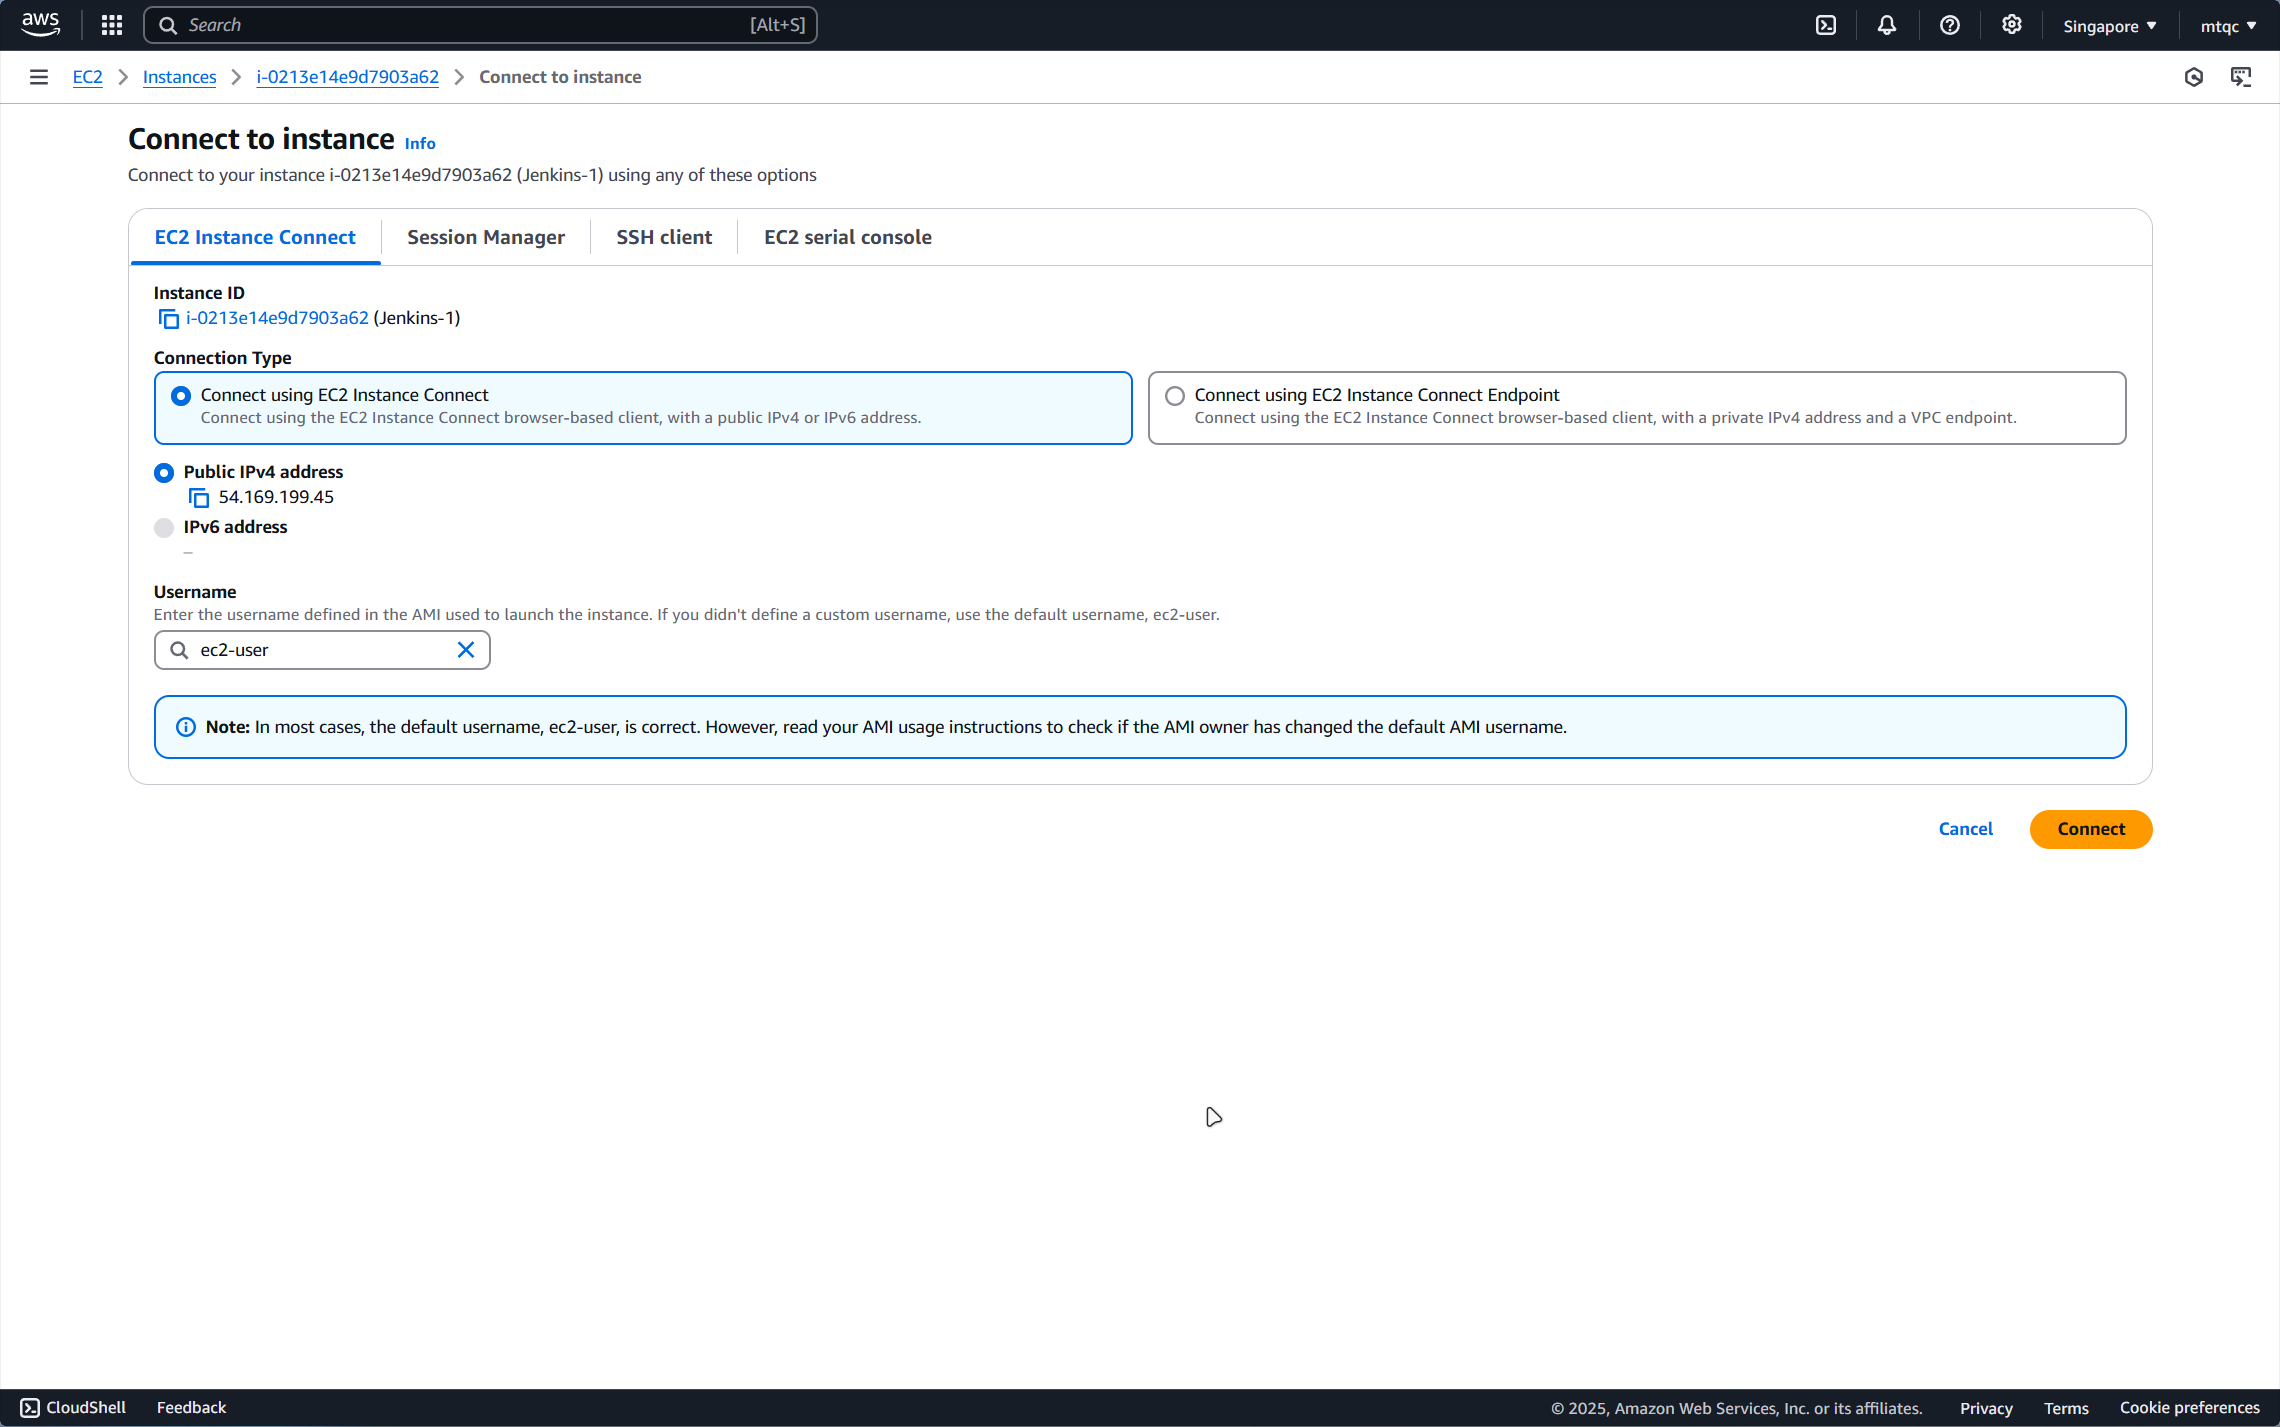 aws
Search [Alt+S]
Singapore
mtqc
EC2
Instances
i-0213e14e9d7903a62
Connect to instance
Connect to instance Info
Connect to your instance i-0213e14e9d7903a62 (Jenkins-1) using any of these options
EC2 Instance Connect
Session Manager
SSH client
EC2 serial console
Instance ID
i-0213e14e9d7903a62 (Jenkins-1)
Connection Type
Connect using EC2 Instance Connect
Connect using the EC2 Instance Connect browser-based client, with a public IPv4 or IPv6 address.
Connect using EC2 Instance Connect Endpoint
Connect using the EC2 Instance Connect browser-based client, with a private IPv4 address and a VPC endpoint.
Public IPv4 address
54.169.199.45
IPv6 address
–
Username
Enter the username defined in the AMI used to launch the instance. If you didn't define a custom username, use the default username, ec2-user.
ec2-user
Note: In most cases, the default username, ec2-user, is correct. However, read your AMI usage instructions to check if the AMI owner has changed the default AMI username.
Cancel
Connect
CloudShell
Feedback
© 2025, Amazon Web Services, Inc. or its affiliates.
Privacy
Terms
Cookie preferences